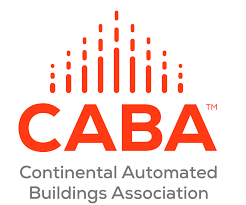 CABA™
Continental Automated
Buildings Association